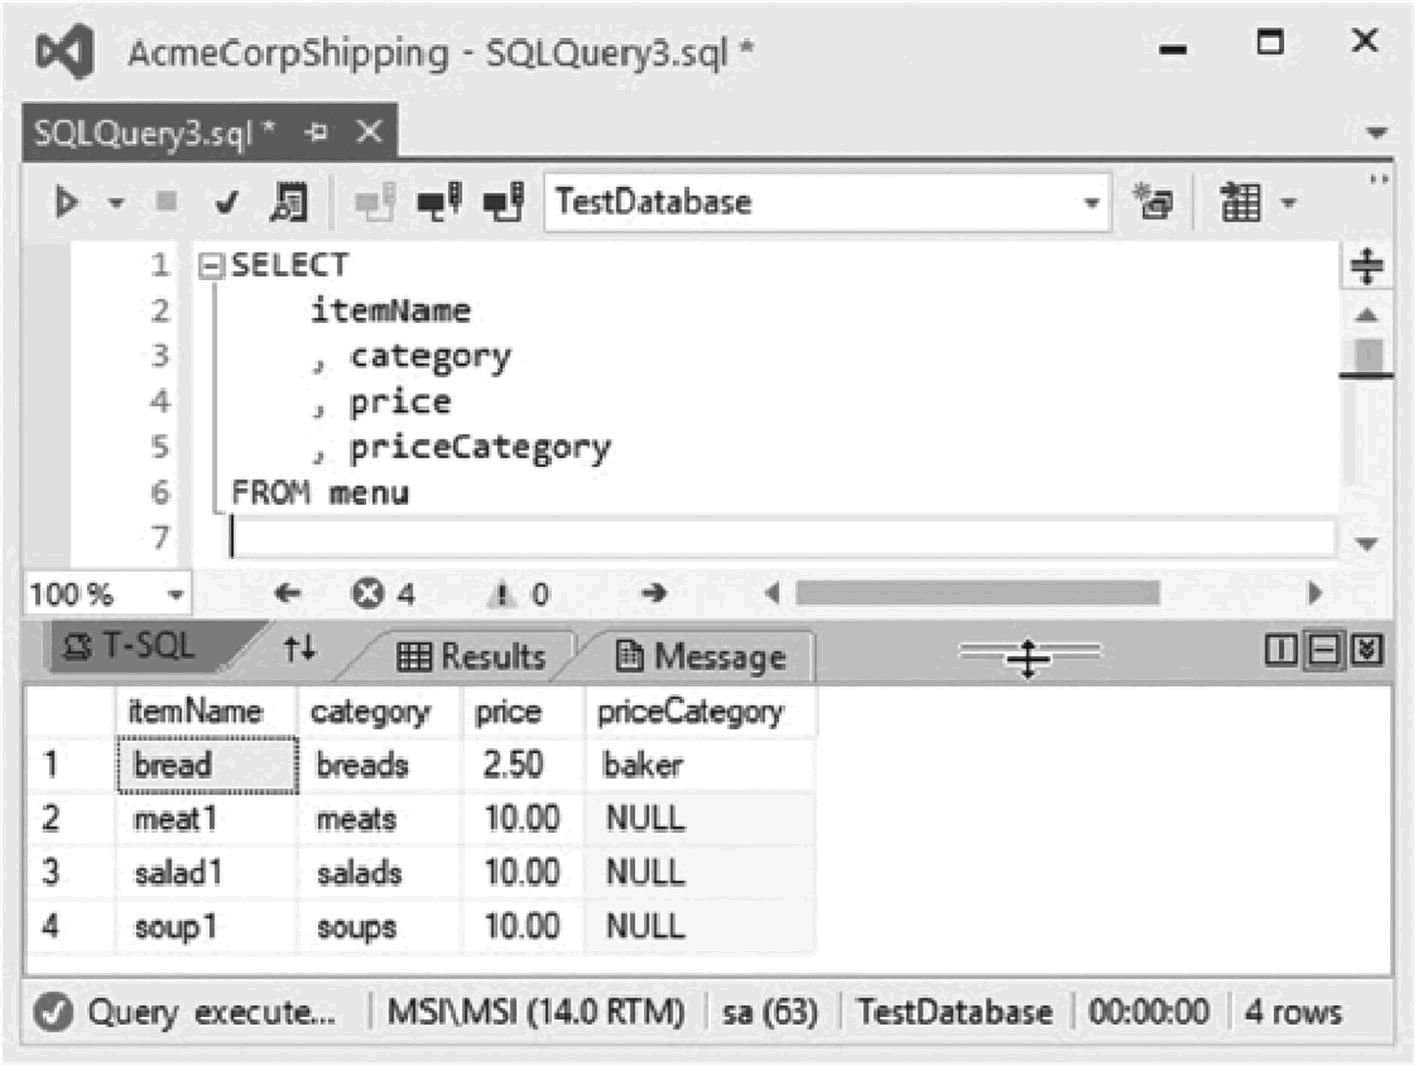 AcmeCorpShipping - SQLQuery3.sql *
SQLQuery3.sql *
TestDatabase
1 SELECT
2 itemName
3 , category
4 , price
5 , priceCategory
6 FROM menu
7
100 % 4 0
T-SQL Results Message
itemName category price priceCategory
1 bread breads 2.50 baker
2 meat1 meats 10.00 NULL
3 salad1 salads 10.00 NULL
4 soup1 soups 10.00 NULL
Query execute... MSI\MSI (14.0 RTM) sa (63) TestDatabase 00:00:00 4 rows